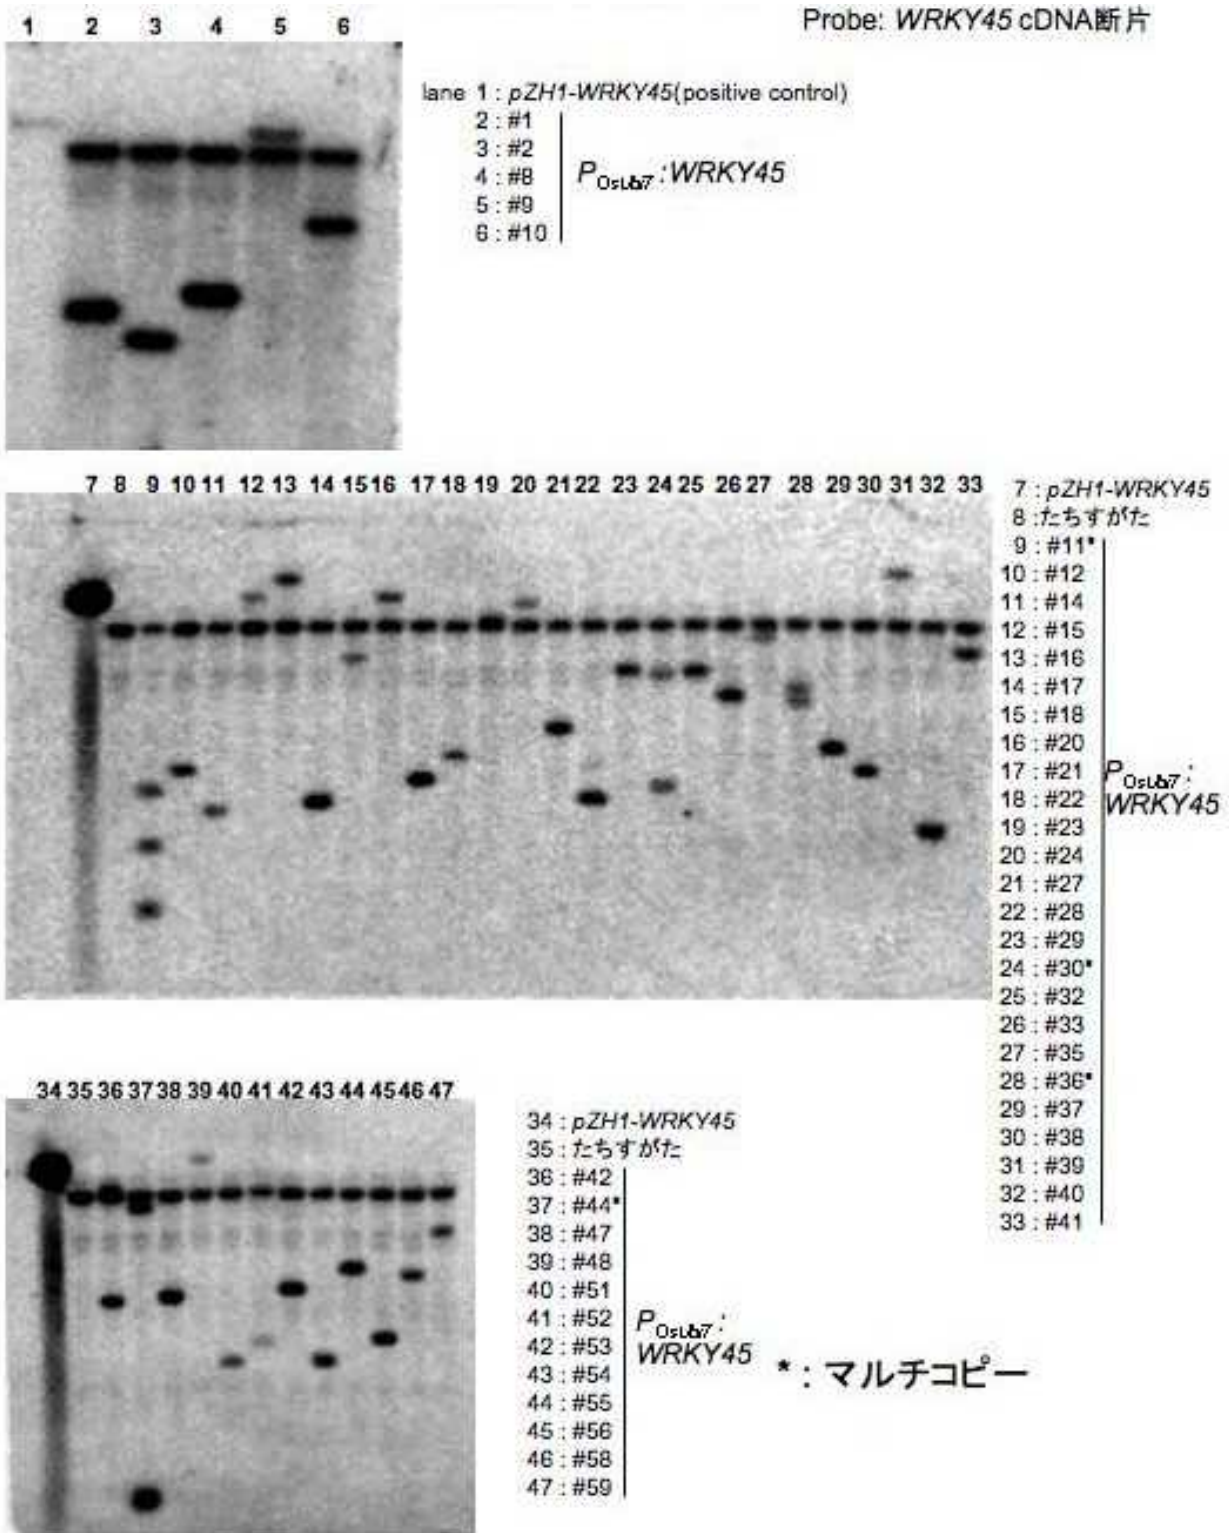 1 2 3 4 5 6
Probe: WRKY45 cDNA断片
lane 1 : pZH1-WRKY45(positive control)
2 : #1
3 : #2
4 : #8
5 : #9
6 : #10
POsUbi7 : WRKY45
7 8 9 10 11 12 13 14 15 16 17 18 19 20 21 22 23 24 25 26 27 28 29 30 31 32 33
7 : pZH1-WRKY45
8 : たちすがた
9 : #11*
10 : #12
11 : #14
12 : #15
13 : #16
14 : #17
15 : #18
16 : #20
17 : #21
18 : #22
19 : #23
20 : #24
21 : #27
22 : #28
23 : #29
24 : #30*
25 : #32
26 : #33
27 : #35
28 : #36*
29 : #37
30 : #38
31 : #39
32 : #40
33 : #41
POsUbi7 :
WRKY45
34 35 36 37 38 39 40 41 42 43 44 45 46 47
34 : pZH1-WRKY45
35 : たちすがた
36 : #42
37 : #44*
38 : #47
39 : #48
40 : #51
41 : #52
42 : #53
43 : #54
44 : #55
45 : #56
46 : #58
47 : #59
POsUbi7 :
WRKY45
* : マルチコピー